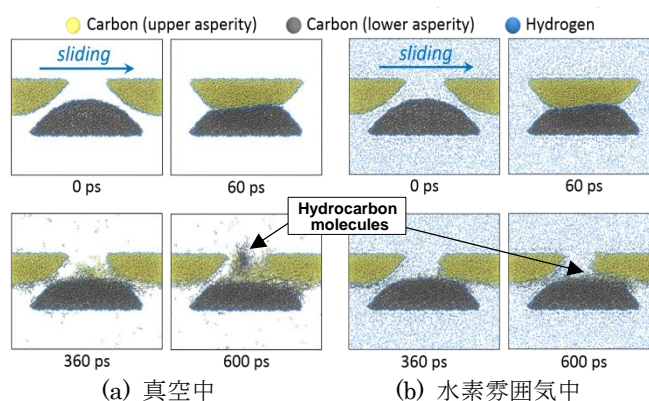 Carbon (upper asperity) Carbon (lower asperity) Hydrogen
sliding sliding
0 ps 60 ps 0 ps 60 ps
Hydrocarbon
molecules
360 ps 600 ps 360 ps 600 ps
(a) 真空中 (b) 水素雰囲気中